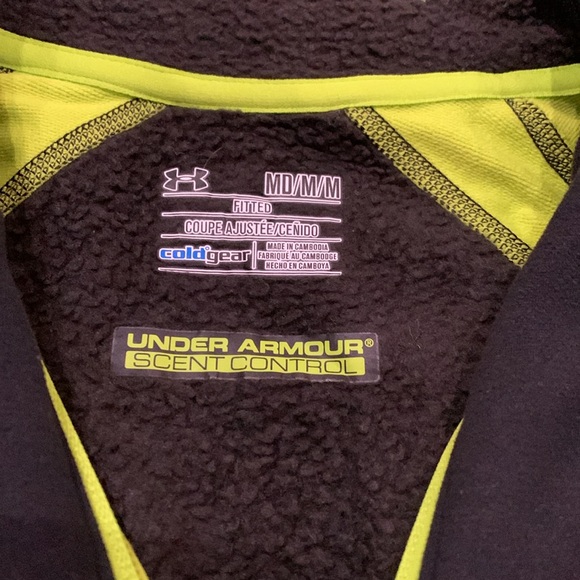 MD/M/M
FITTED
COUPE AJUSTÉE/CEÑIDO
coldgear
MADE IN CAMBODIA
FABRIQUÉ AU CAMBODGE
HECHO EN CAMBOYA
UNDER ARMOUR®
SCENT CONTROL